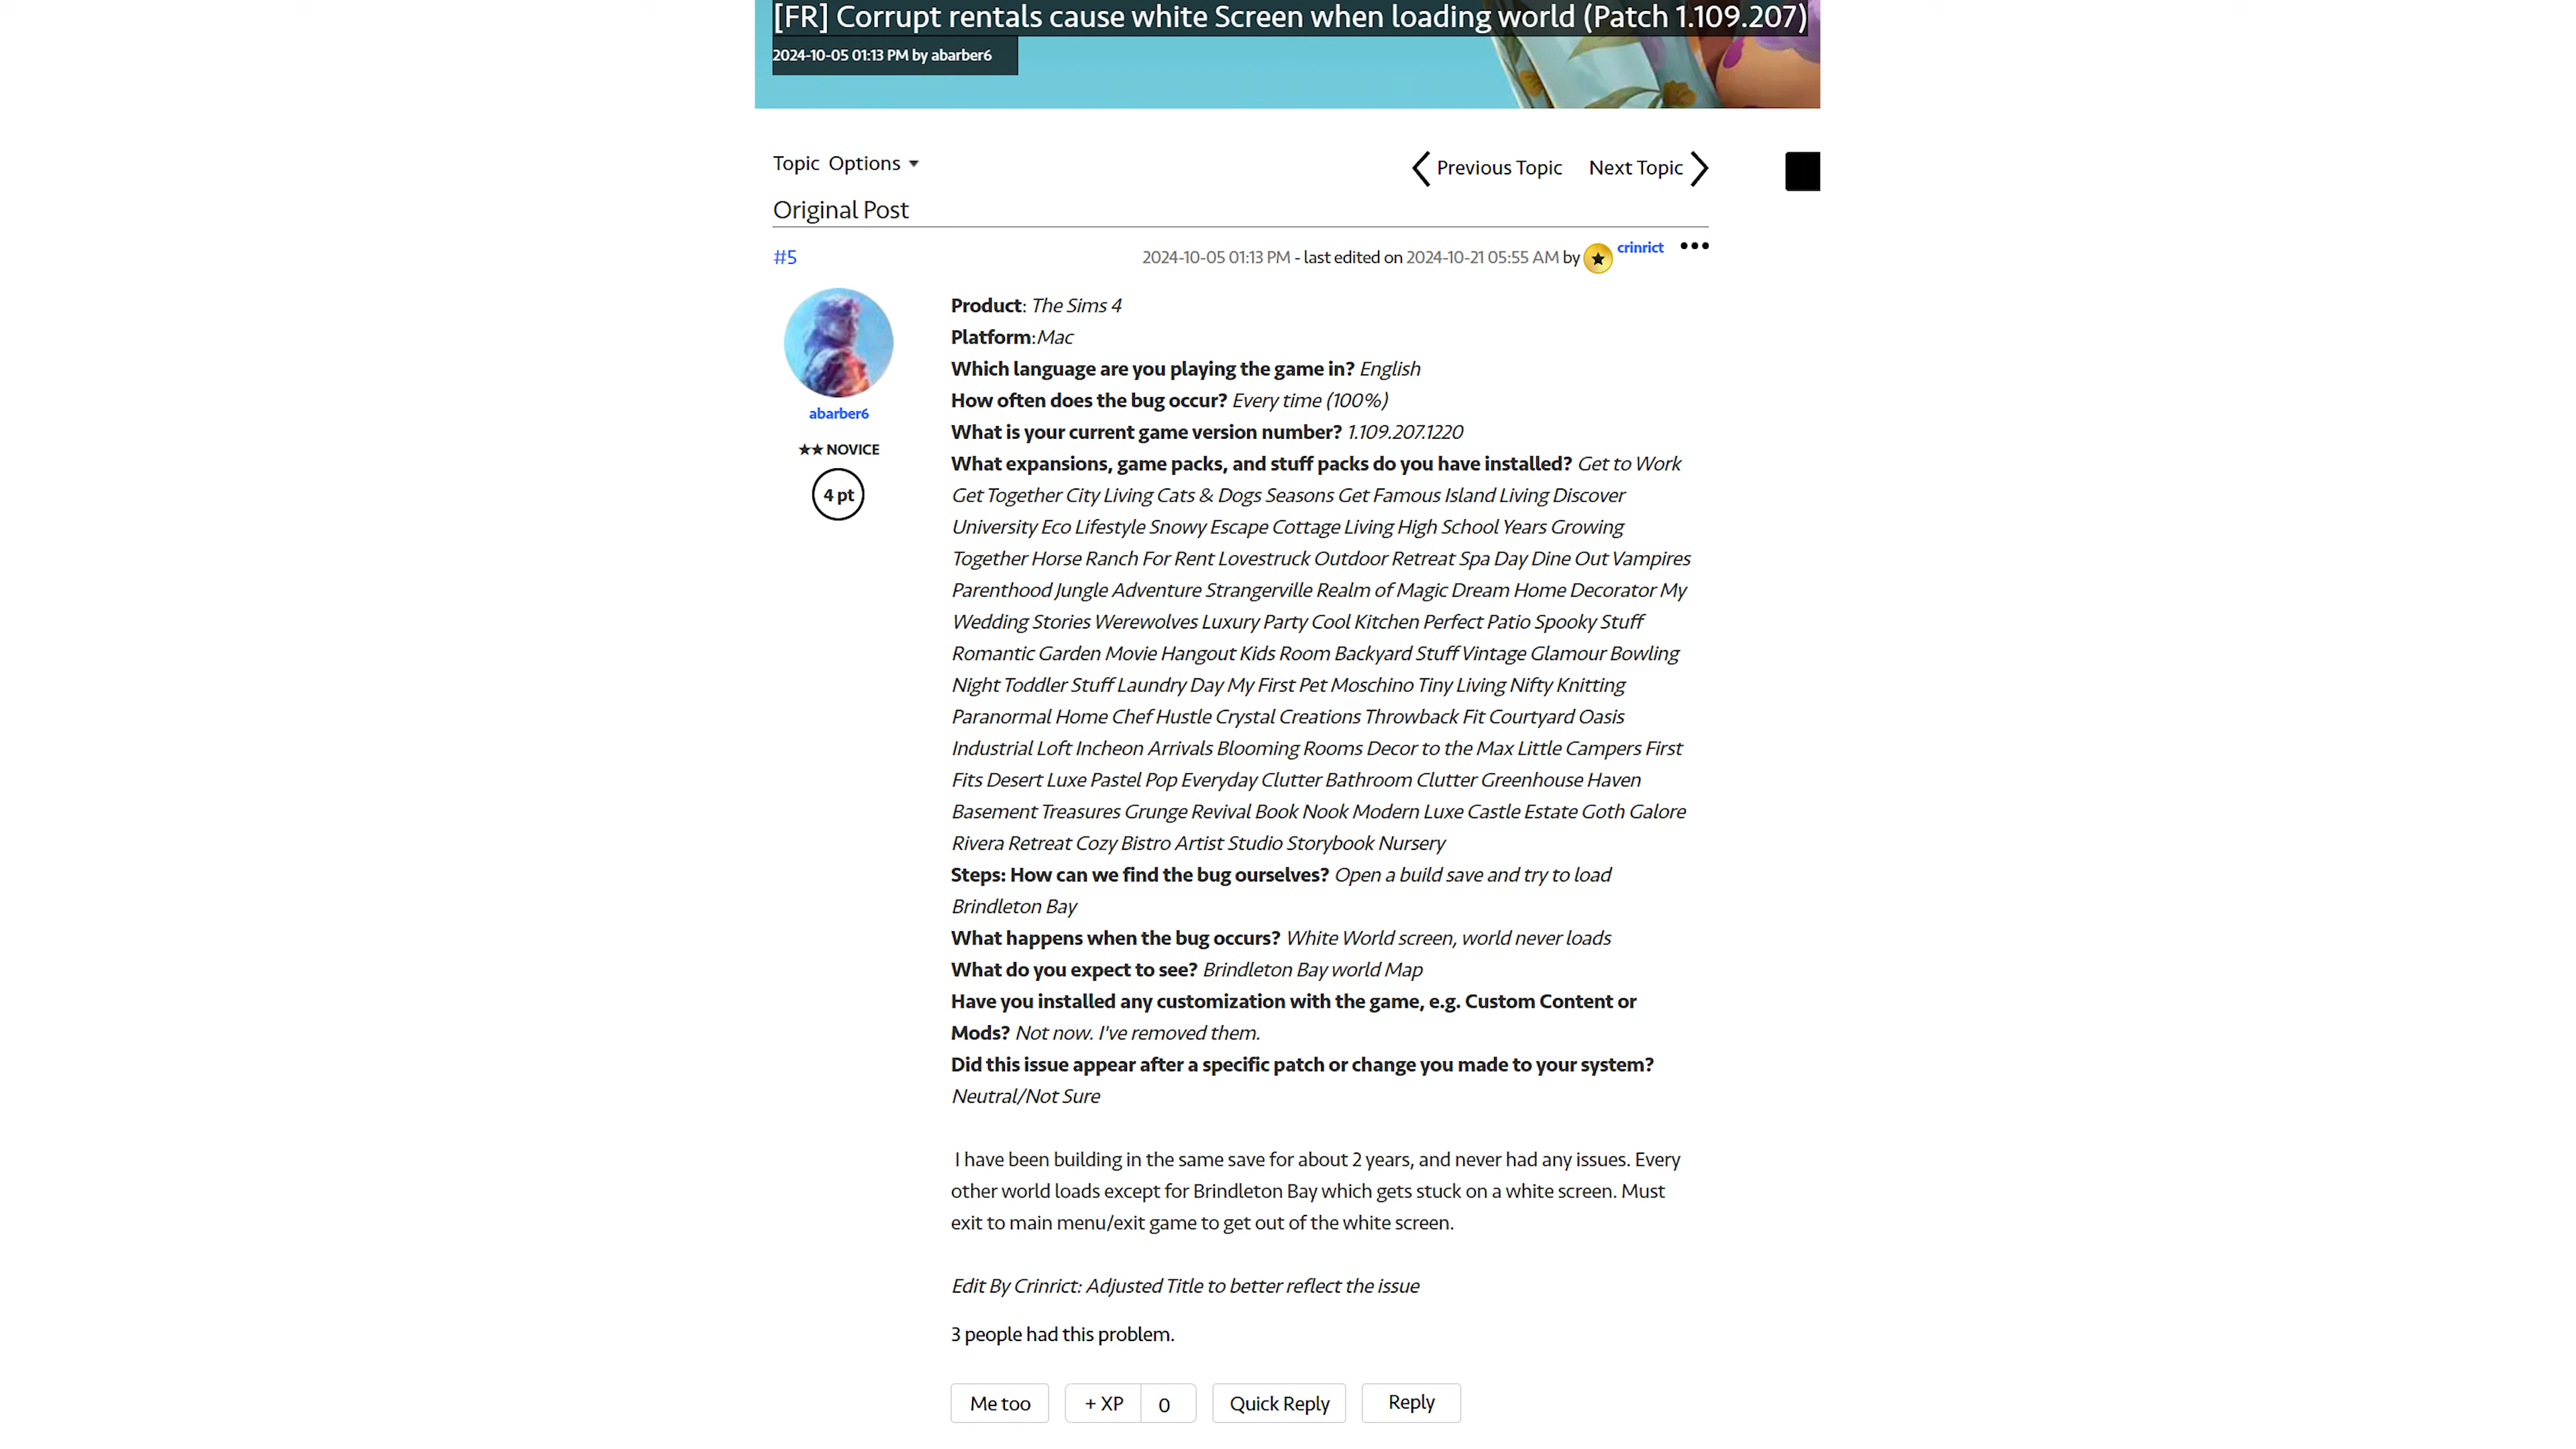 [FR] Corrupt rentals cause white Screen when loading world (Patch 1.109.207)
2024-10-05 01:13 PM by abarber6
Topic Options
Previous Topic
Next Topic
Original Post
#5
2024-10-05 01:13 PM - last edited on 2024-10-21 05:55 AM by crinrict
abarber6
★★ NOVICE
4 pt
Product: The Sims 4
Platform:Mac
Which language are you playing the game in? English
How often does the bug occur? Every time (100%)
What is your current game version number? 1.109.207.1220
What expansions, game packs, and stuff packs do you have installed? Get to Work
Get Together City Living Cats & Dogs Seasons Get Famous Island Living Discover
University Eco Lifestyle Snowy Escape Cottage Living High School Years Growing
Together Horse Ranch For Rent Lovestruck Outdoor Retreat Spa Day Dine Out Vampires
Parenthood Jungle Adventure Strangerville Realm of Magic Dream Home Decorator My
Wedding Stories Werewolves Luxury Party Cool Kitchen Perfect Patio Spooky Stuff
Romantic Garden Movie Hangout Kids Room Backyard Stuff Vintage Glamour Bowling
Night Toddler Stuff Laundry Day My First Pet Moschino Tiny Living Nifty Knitting
Paranormal Home Chef Hustle Crystal Creations Throwback Fit Courtyard Oasis
Industrial Loft Incheon Arrivals Blooming Rooms Decor to the Max Little Campers First
Fits Desert Luxe Pastel Pop Everyday Clutter Bathroom Clutter Greenhouse Haven
Basement Treasures Grunge Revival Book Nook Modern Luxe Castle Estate Goth Galore
Rivera Retreat Cozy Bistro Artist Studio Storybook Nursery
Steps: How can we find the bug ourselves? Open a build save and try to load
Brindleton Bay
What happens when the bug occurs? White World screen, world never loads
What do you expect to see? Brindleton Bay world Map
Have you installed any customization with the game, e.g. Custom Content or
Mods? Not now. I've removed them.
Did this issue appear after a specific patch or change you made to your system?
Neutral/Not Sure
I have been building in the same save for about 2 years, and never had any issues. Every
other world loads except for Brindleton Bay which gets stuck on a white screen. Must
exit to main menu/exit game to get out of the white screen.
Edit By Crinrict: Adjusted Title to better reflect the issue
3 people had this problem.
Me too
+ XP
0
Quick Reply
Reply